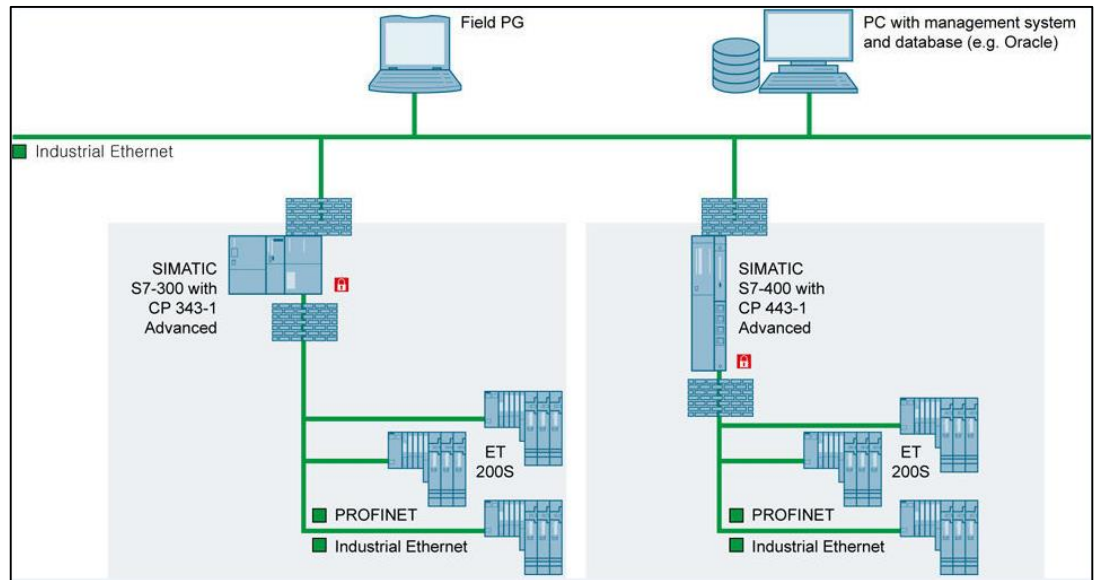 Field PG
PC with management system
and database (e.g. Oracle)
Industrial Ethernet
SIMATIC
S7-300 with
CP 343-1
Advanced
ET
200S
PROFINET
Industrial Ethernet
SIMATIC
S7-400 with
CP 443-1
Advanced
ET
200S
PROFINET
Industrial Ethernet